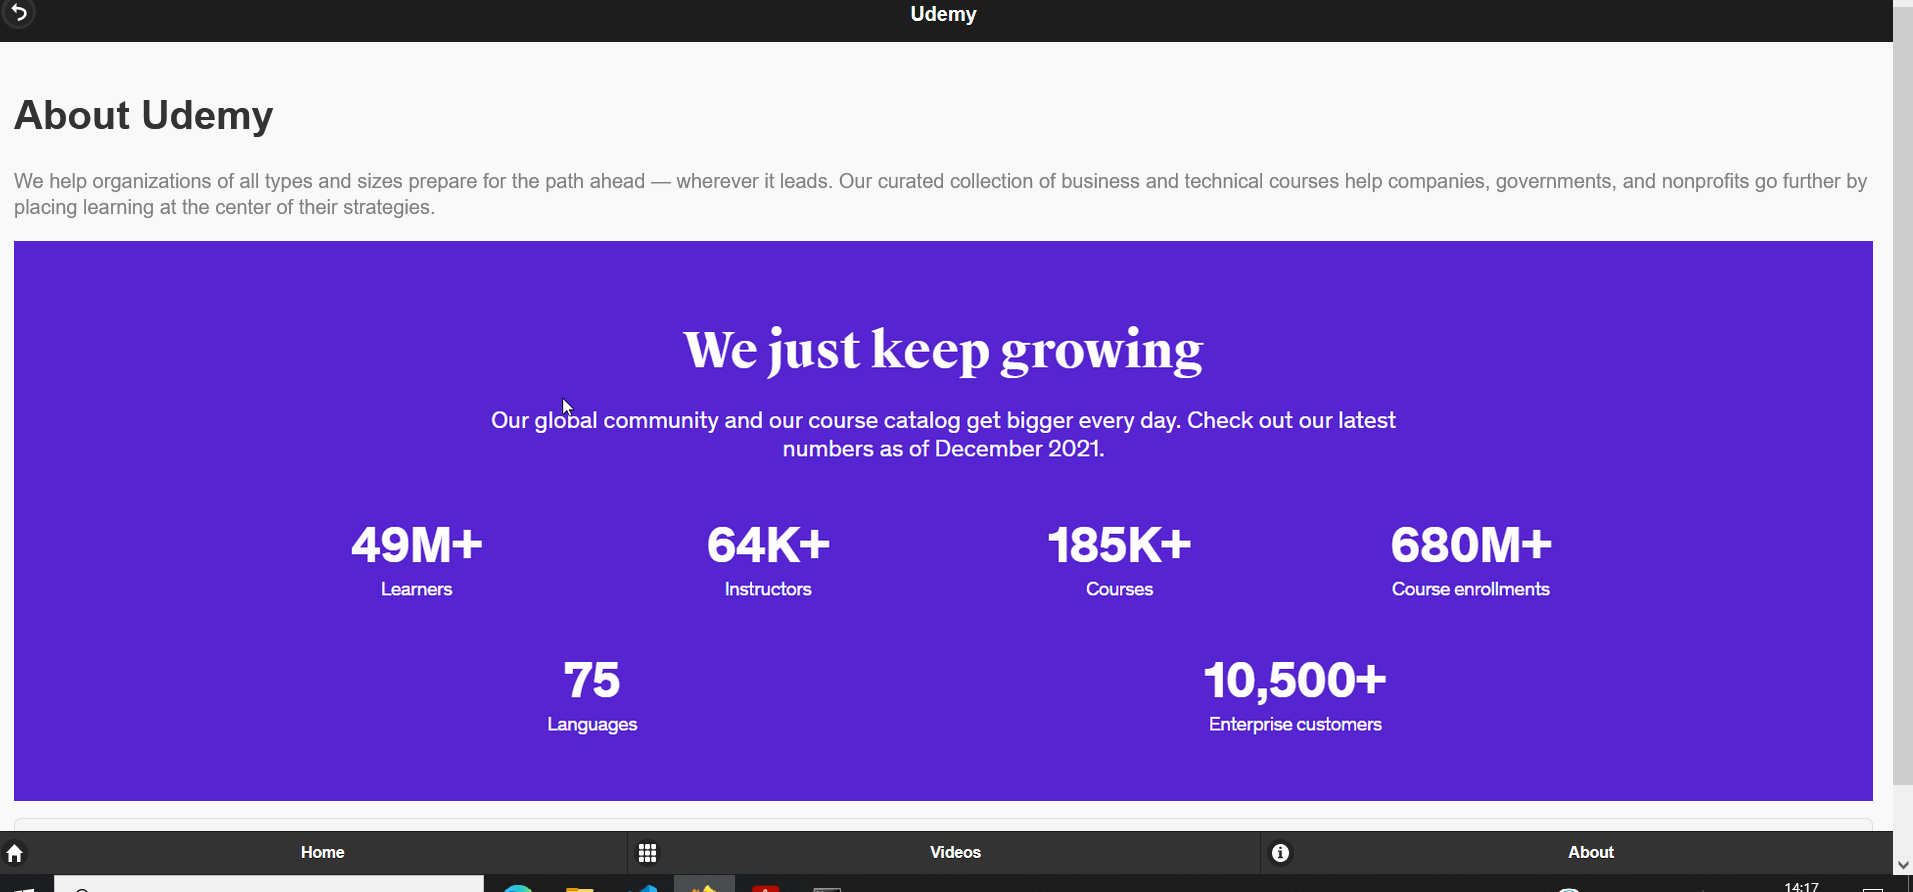 Udemy
About Udemy
We help organizations of all types and sizes prepare for the path ahead — wherever it leads. Our curated collection of business and technical courses help companies, governments, and nonprofits go further by
placing learning at the center of their strategies.
We just keep growing
Our global community and our course catalog get bigger every day. Check out our latest
numbers as of December 2021.
49M+ 64K+ 185K+ 680M+
Learners Instructors Courses Course enrollments
75 10,500+
Languages Enterprise customers
Home Videos About
14:17